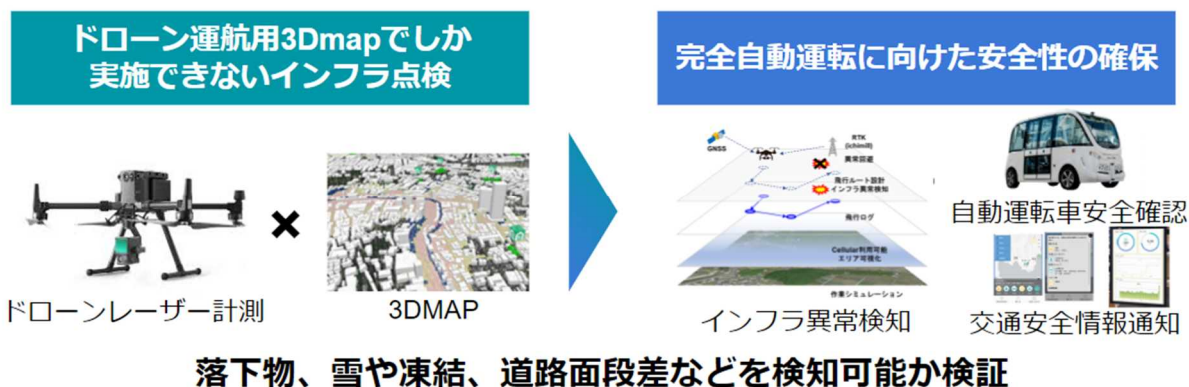 ドローン運航用3Dmapでしか
実施できないインフラ点検
完全自動運転に向けた安全性の確保
GNSS
RTK
(ichimill)
異常回避
飛行ルート設計
インフラ異常検知
飛行ログ
Cellular利用可能
エリア可視化
作業シミュレーション
×
ドローンレーザー計測
3DMAP
インフラ異常検知
自動運転車安全確認
交通安全情報通知
落下物、雪や凍結、道路面段差などを検知可能か検証